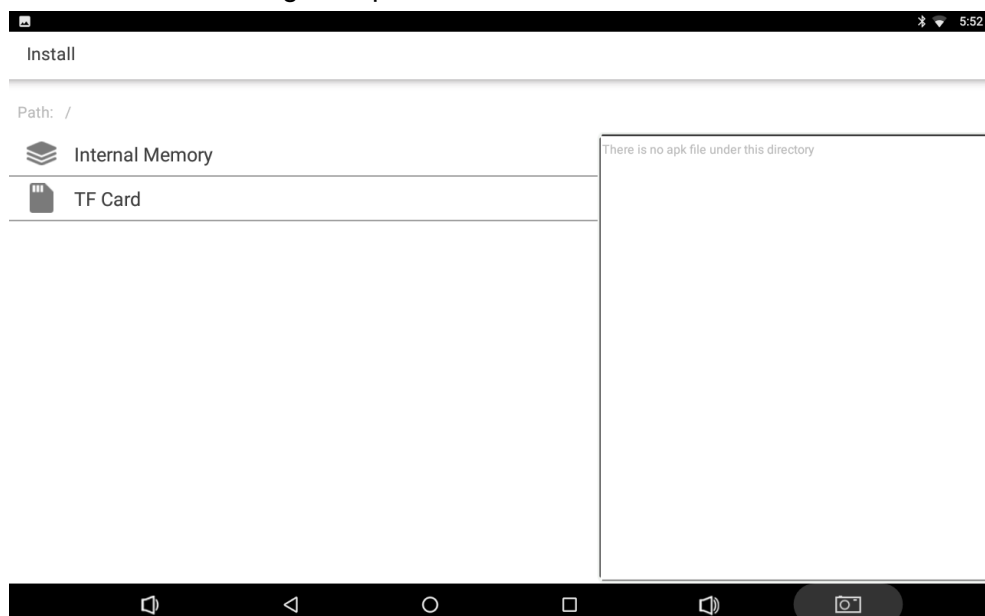 5:52
Install
Path: /
Internal Memory
There is no apk file under this directory
TF Card